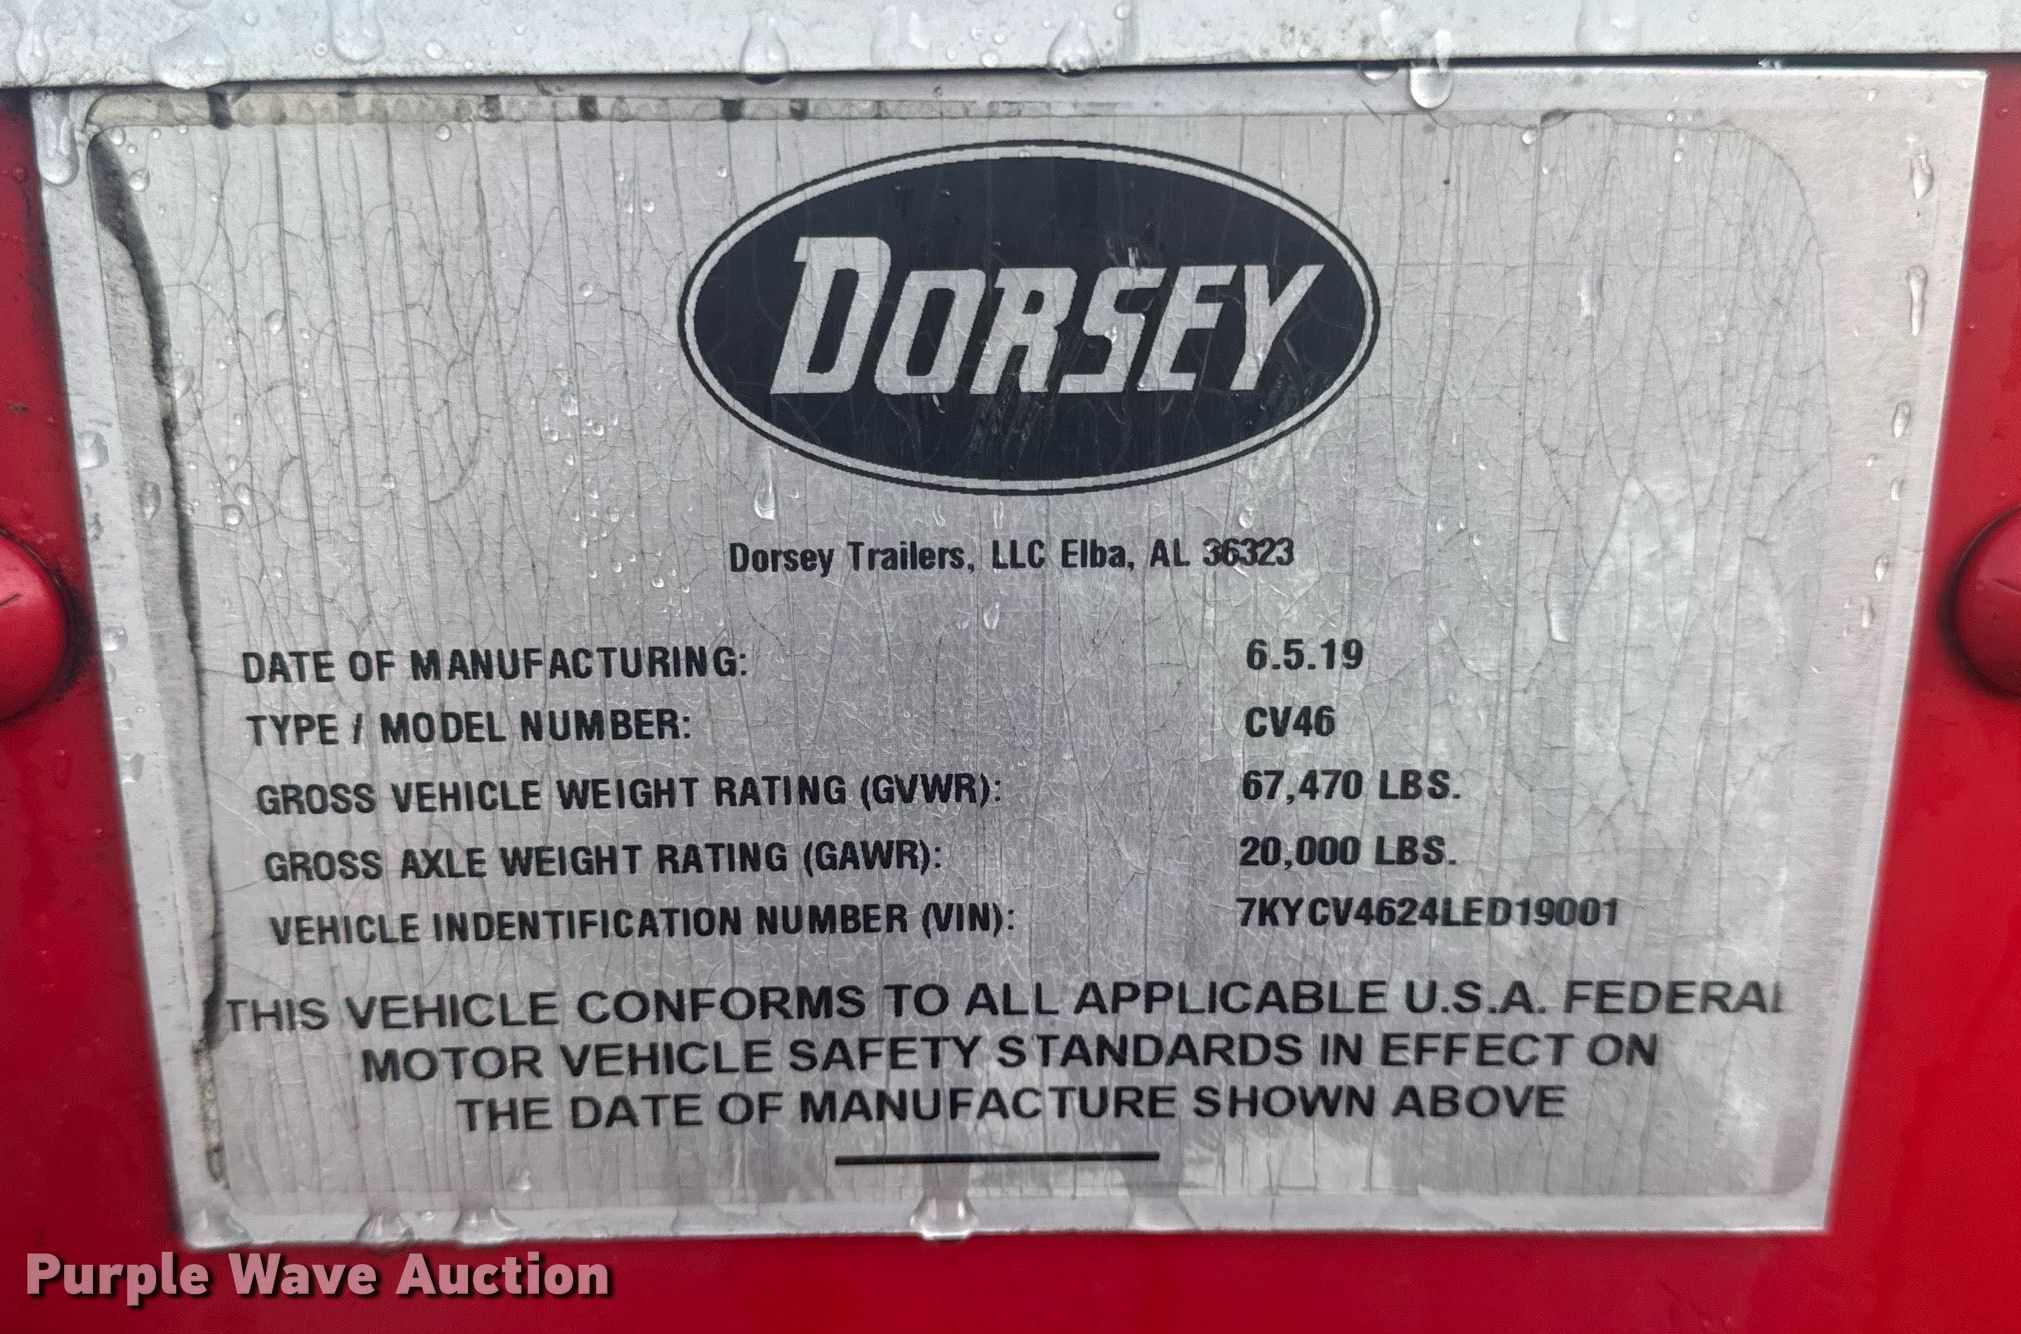 DORSEY
Dorsey Trailers, LLC Elba, AL 36323
DATE OF MANUFACTURING: 6.5.19
TYPE / MODEL NUMBER: CV46
GROSS VEHICLE WEIGHT RATING (GVWR): 67,470 LBS.
GROSS AXLE WEIGHT RATING (GAWR): 20,000 LBS.
VEHICLE INDENTIFICATION NUMBER (VIN): 7KYCV4624LED19001
THIS VEHICLE CONFORMS TO ALL APPLICABLE U.S.A. FEDERAL
MOTOR VEHICLE SAFETY STANDARDS IN EFFECT ON
THE DATE OF MANUFACTURE SHOWN ABOVE
Purple Wave Auction